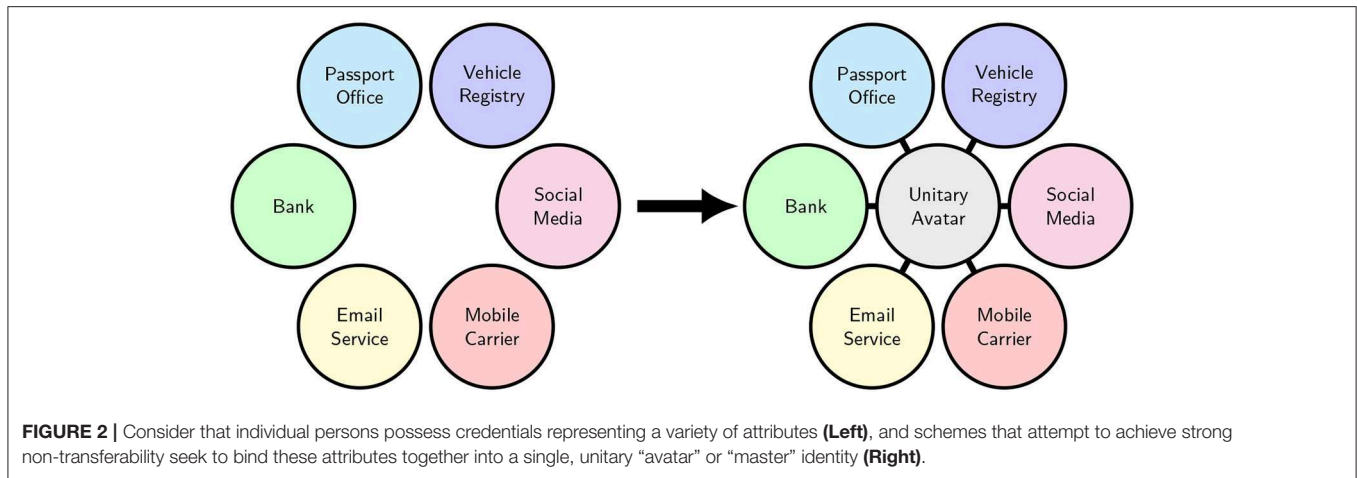 Passport
Office
Vehicle
Registry
Bank
Social
Media
Email
Service
Mobile
Carrier
Passport
Office
Vehicle
Registry
Bank
Unitary
Avatar
Social
Media
Email
Service
Mobile
Carrier
FIGURE 2 | Consider that individual persons possess credentials representing a variety of attributes (Left), and schemes that attempt to achieve strong
non-transferability seek to bind these attributes together into a single, unitary “avatar” or “master” identity (Right).